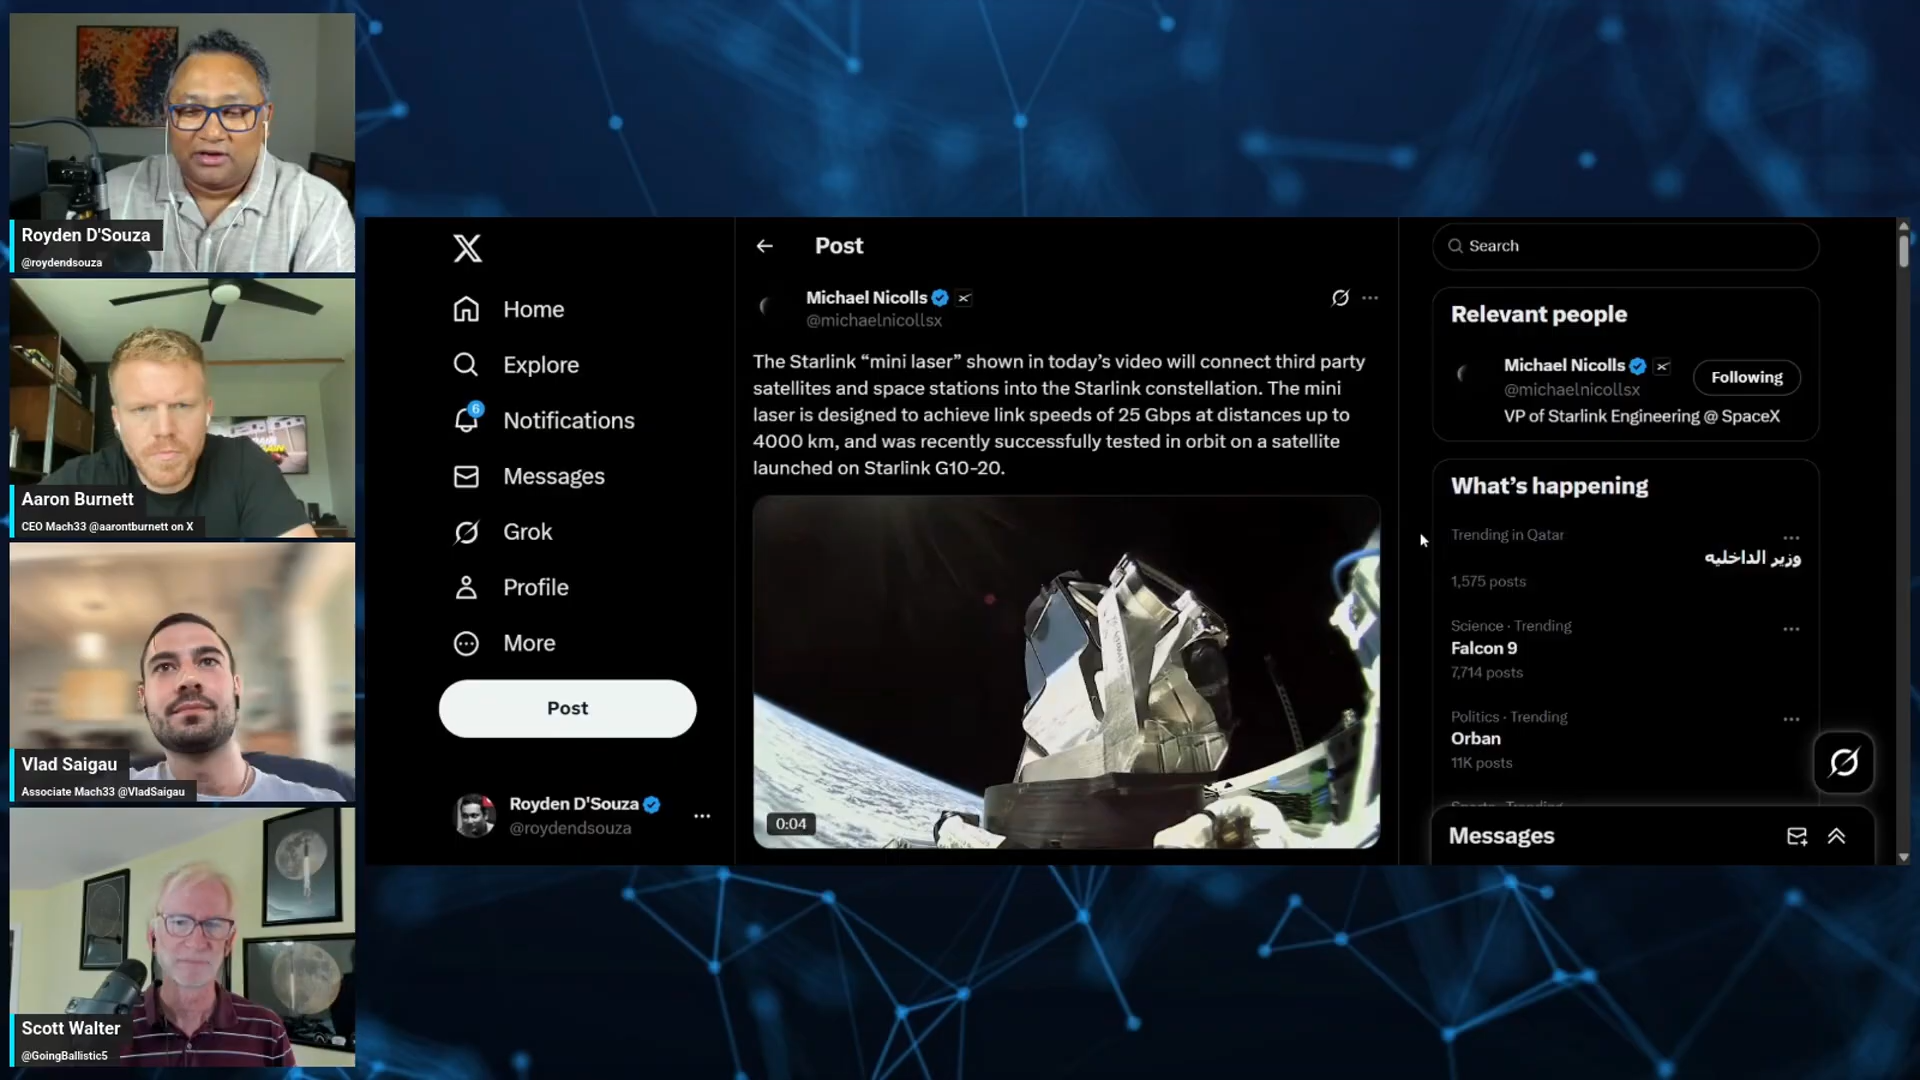 Royden D'Souza
@roydendsouza
Aaron Burnett
CEO Mach33 @aarontburnett on X
Vlad Saigau
Associate Mach33 @VladSaigau
Scott Walter
@GoingBallistic5
Home
Explore
6
Notifications
Messages
Grok
Profile
More
Post
Royden D'Souza
@roydendsouza
Post
Michael Nicolls
@michaelnicollsx
The Starlink “mini laser” shown in today’s video will connect third party
satellites and space stations into the Starlink constellation. The mini
laser is designed to achieve link speeds of 25 Gbps at distances up to
4000 km, and was recently successfully tested in orbit on a satellite
launched on Starlink G10-20.
0:04
Search
Relevant people
Michael Nicolls
@michaelnicollsx
Following
VP of Starlink Engineering @ SpaceX
What’s happening
Trending in Qatar
وزير الداخليه
1,575 posts
Science · Trending
Falcon 9
7,714 posts
Politics · Trending
Orban
11K posts
Sports · Trending
Messages